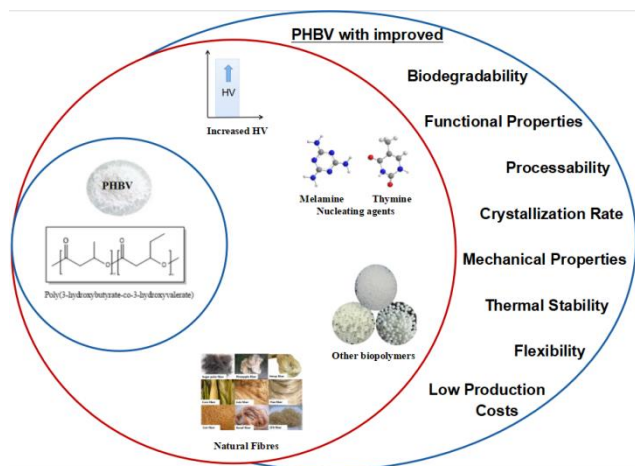 PHBV with improved
Biodegradability
Functional Properties
Processability
Crystallization Rate
Mechanical Properties
Thermal Stability
Flexibility
Low Production
Costs
HV
Increased HV
Melamine
Thymine
Nucleating agents
PHBV
O
O
O
O
Poly(3-hydroxybutyrate-co-3-hydroxyvalerate)
Other biopolymers
Natural Fibres